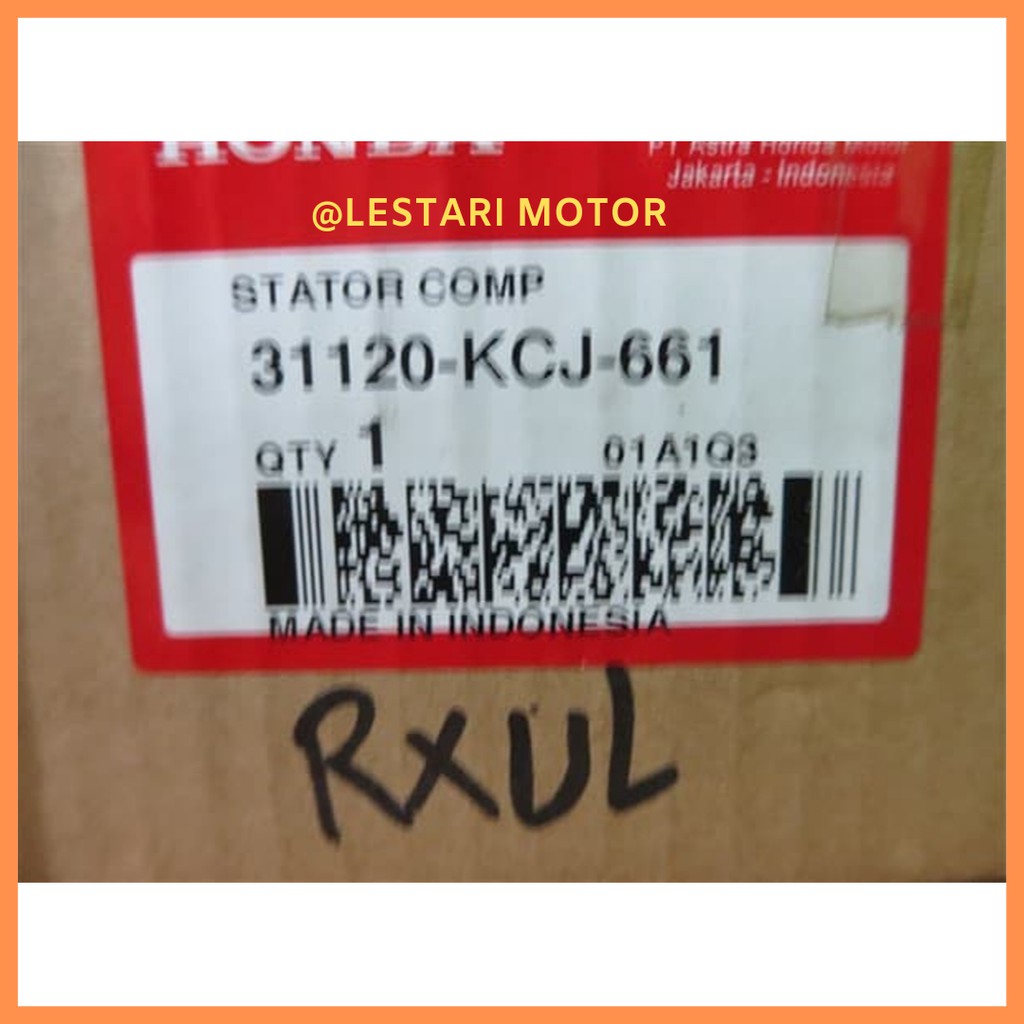 HONDA
PT Astra Honda Motor
Jakarta - Indonesia
@LESTARI MOTOR
STATOR COMP
31120-KCJ-661
QTY 1 01A1Q3
MADE IN INDONESIA
RXUL